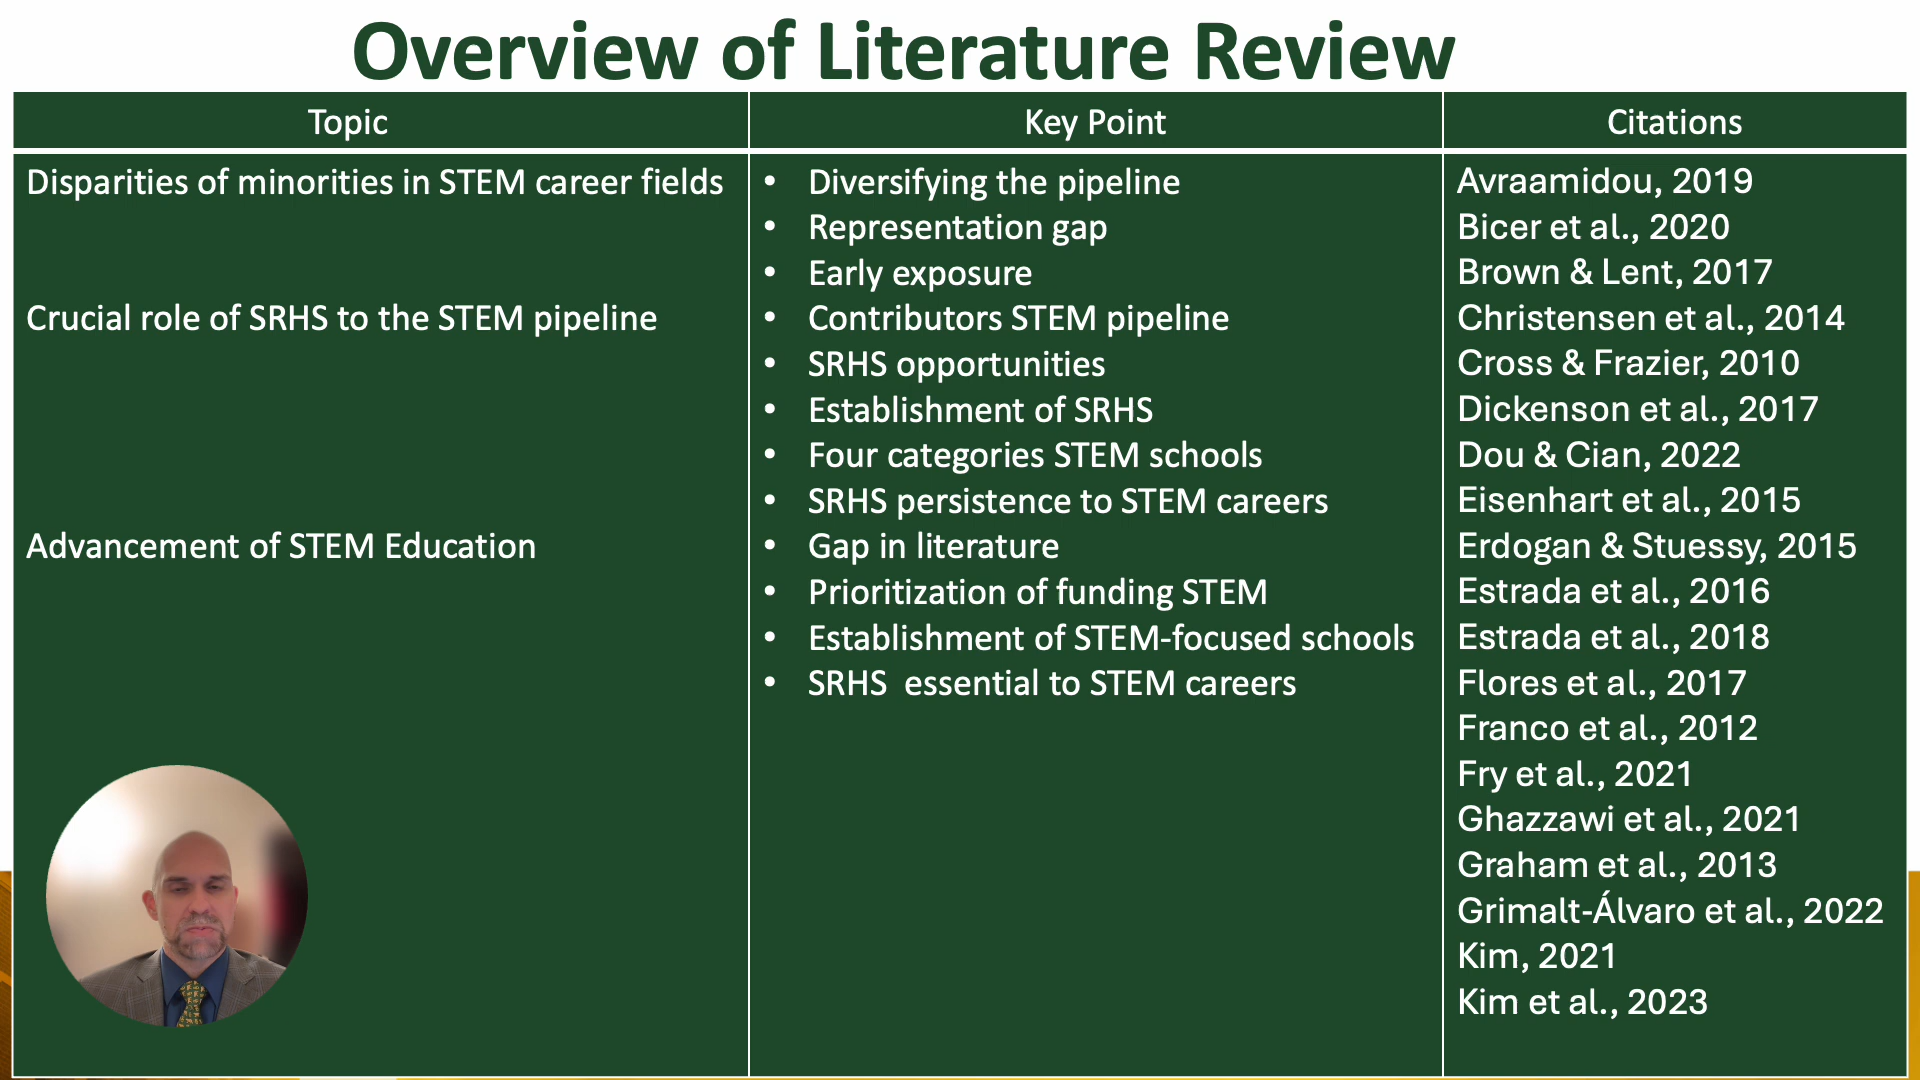 Overview of Literature Review
Topic
Key Point
Citations
Disparities of minorities in STEM career fields
Crucial role of SRHS to the STEM pipeline
Advancement of STEM Education
• Diversifying the pipeline
• Representation gap
• Early exposure
• Contributors STEM pipeline
• SRHS opportunities
• Establishment of SRHS
• Four categories STEM schools
• SRHS persistence to STEM careers
• Gap in literature
• Prioritization of funding STEM
• Establishment of STEM-focused schools
• SRHS  essential to STEM careers
Avraamidou, 2019
Bicer et al., 2020
Brown & Lent, 2017
Christensen et al., 2014
Cross & Frazier, 2010
Dickenson et al., 2017
Dou & Cian, 2022
Eisenhart et al., 2015
Erdogan & Stuessy, 2015
Estrada et al., 2016
Estrada et al., 2018
Flores et al., 2017
Franco et al., 2012
Fry et al., 2021
Ghazzawi et al., 2021
Graham et al., 2013
Grimalt-Álvaro et al., 2022
Kim, 2021
Kim et al., 2023